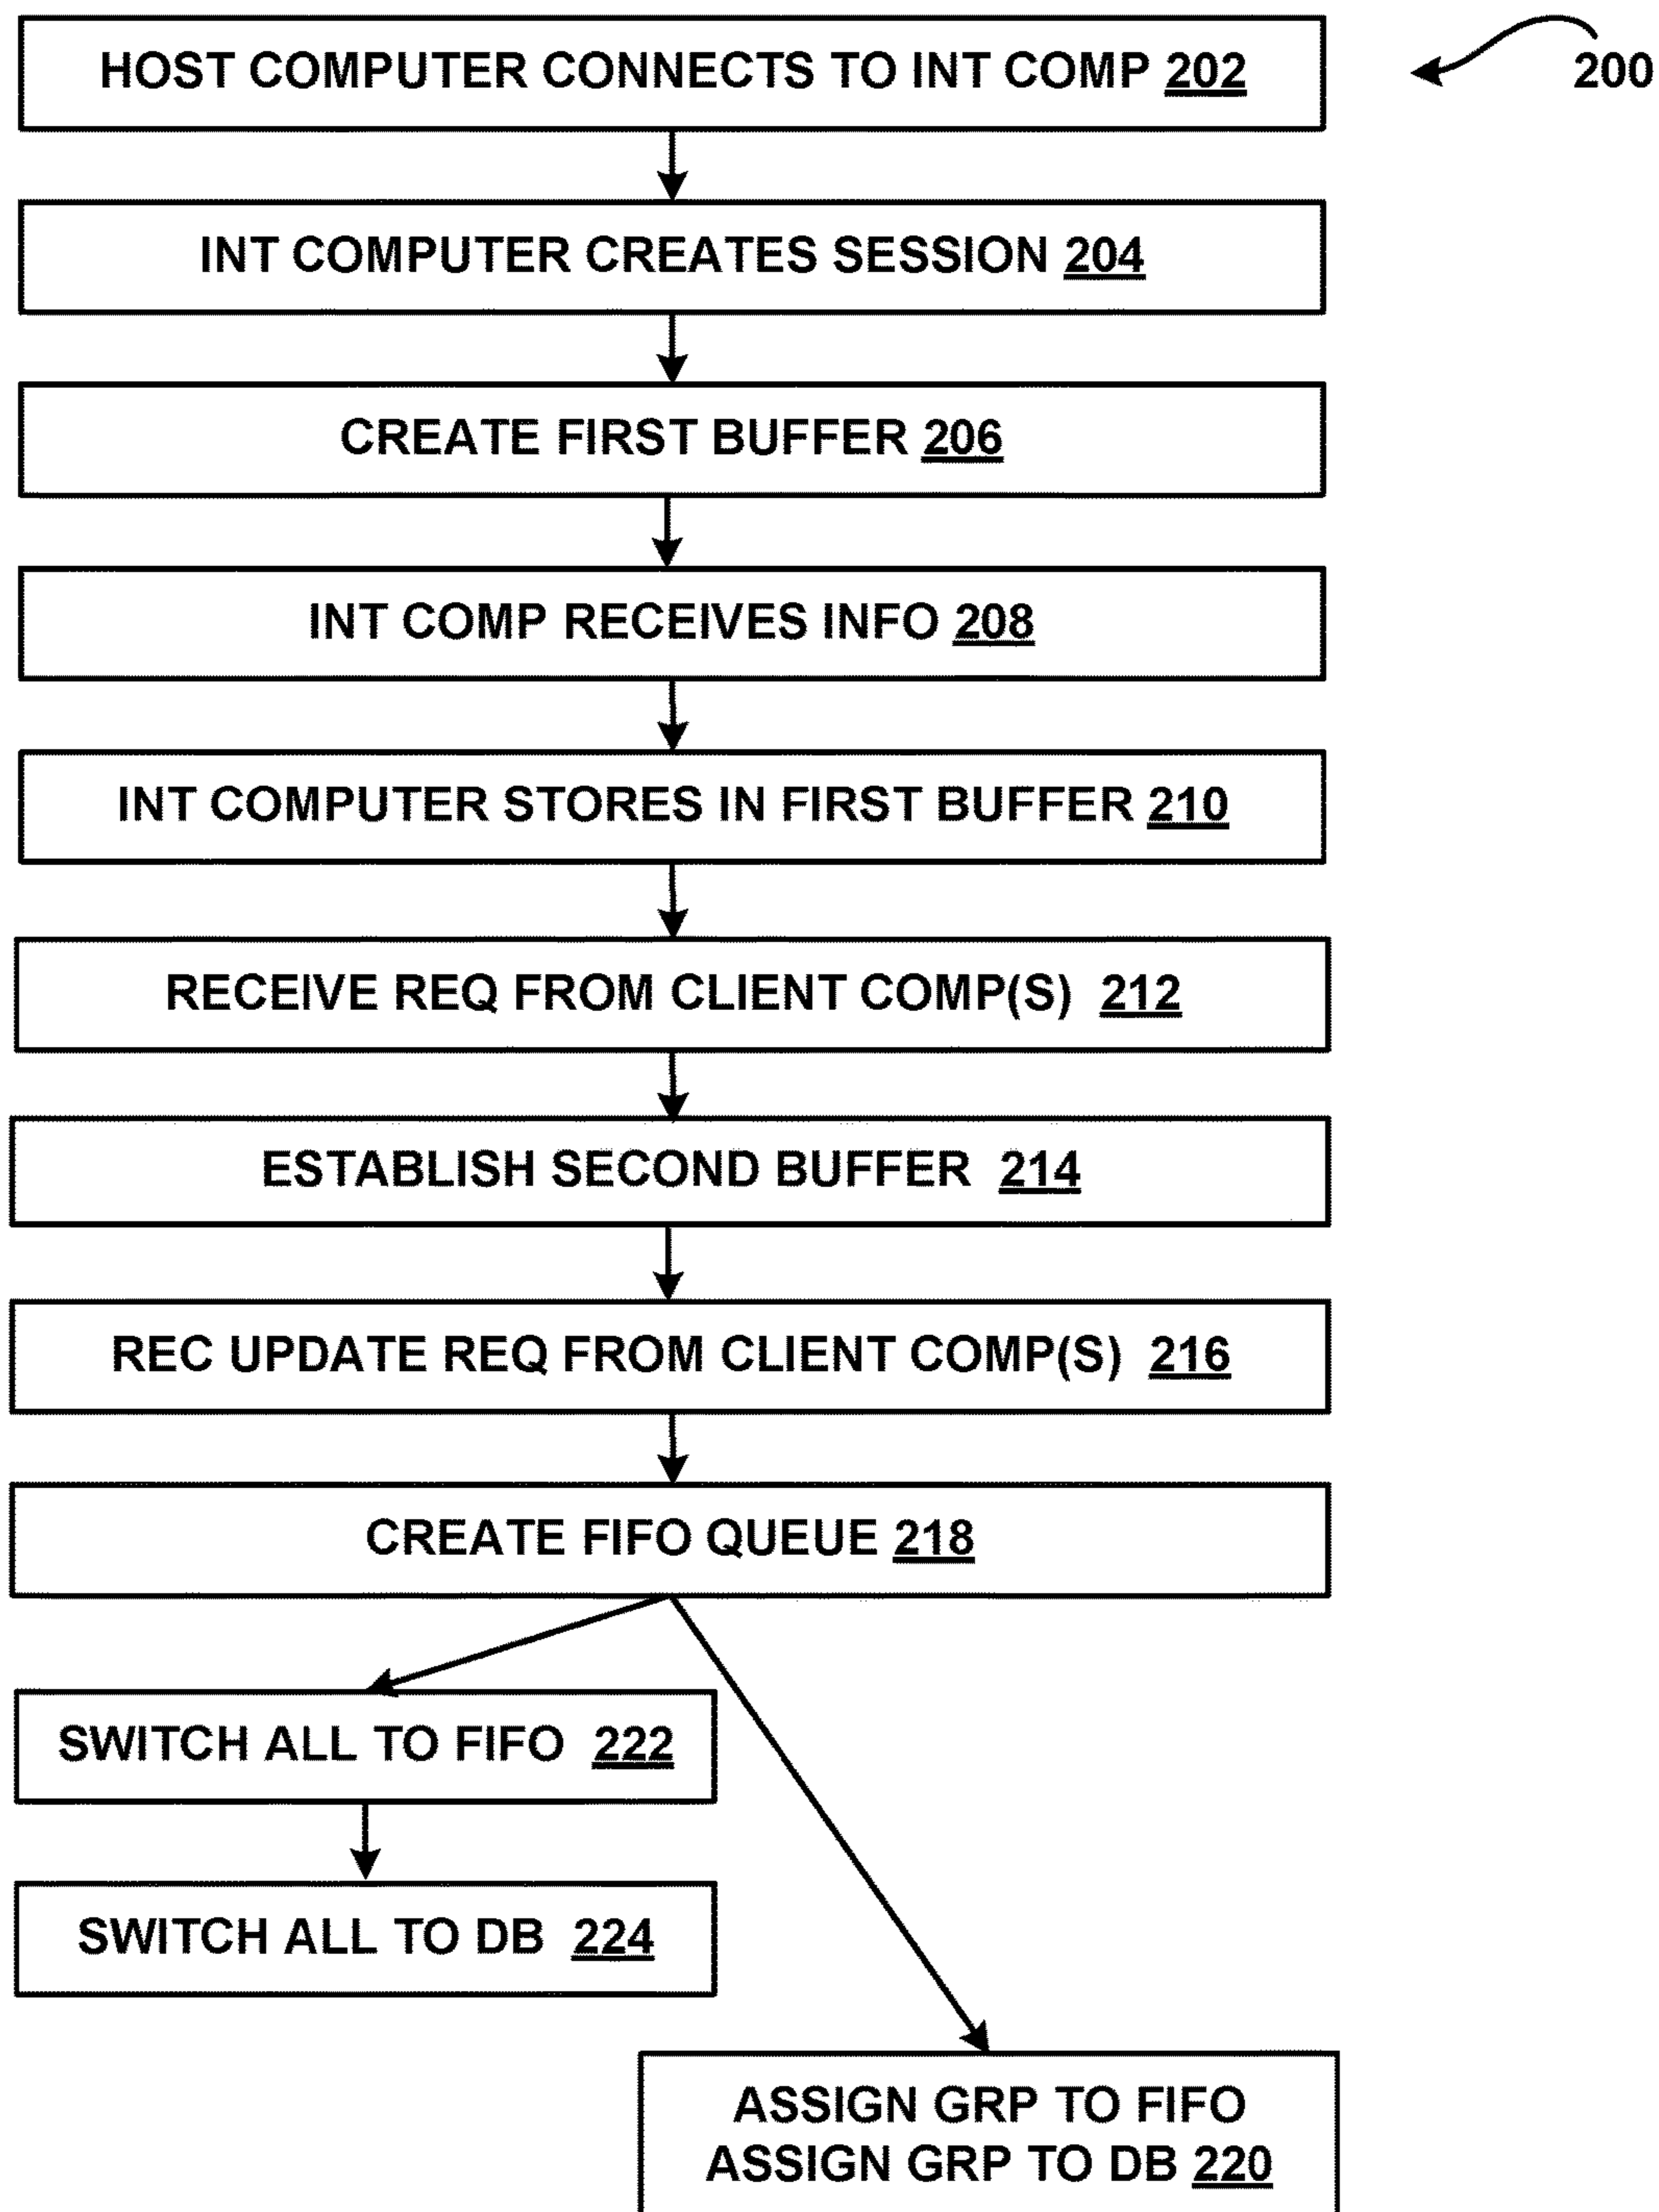 HOST COMPUTER CONNECTS TO INT COMP 202
200
INT COMPUTER CREATES SESSION 204
CREATE FIRST BUFFER 206
INT COMP RECEIVES INFO 208
INT COMPUTER STORES IN FIRST BUFFER 210
RECEIVE REQ FROM CLIENT COMP(S) 212
ESTABLISH SECOND BUFFER 214
REC UPDATE REQ FROM CLIENT COMP(S) 216
CREATE FIFO QUEUE 218
SWITCH ALL TO FIFO 222
SWITCH ALL TO DB 224
ASSIGN GRP TO FIFO
ASSIGN GRP TO DB 220